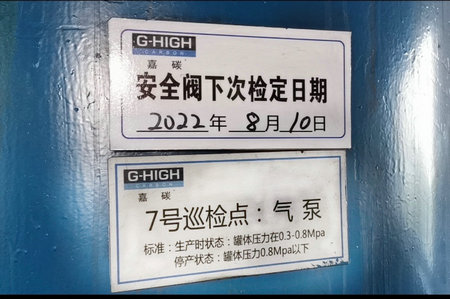 G-HIGH
CARBON
嘉碳
安全阀下次检定日期
2022年 8月 10日
G-HIGH
CARBON
嘉碳
7号巡检点：气泵
标准：生产时状态：罐体压力在0.3-0.8Mpa
停产状态：罐体压力0.8Mpa以下